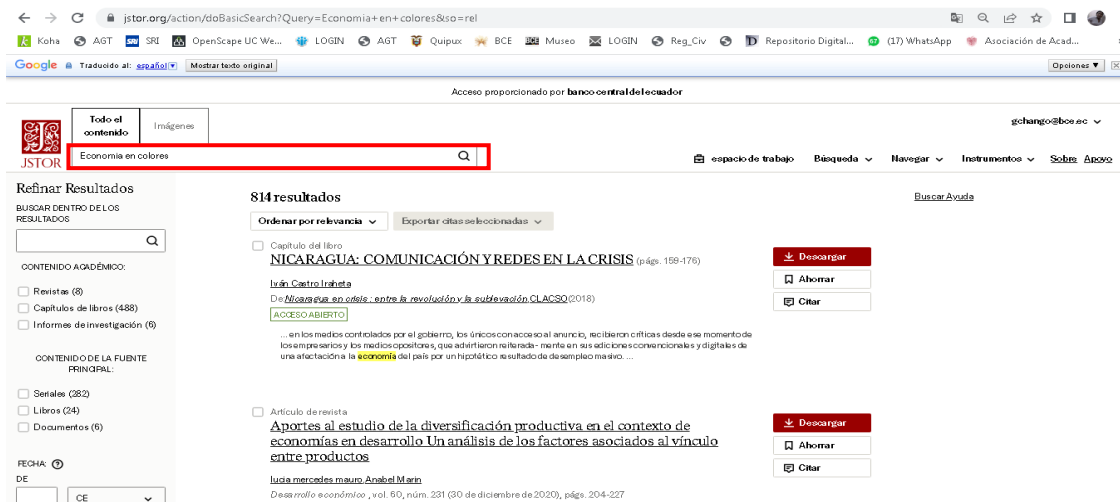 jstor.org/action/doBasicSearch?Query=Economia+en+colores&so=rel
Koha AGT SRI SRI OpenScape UC We... LOGIN AGT Quipux BCE Museo LOGIN Reg_Civ Repositorio Digital... (17) WhatsApp Asociación de Acad...
Google Traducido al: español Mostrar texto original Opciones
Acceso proporcionado por banco central del ecuador
Todo el contenido Imágenes gchango@bce.ec
JSTOR
Economia en colores
espacio de trabajo Búsqueda Navegar Instrumentos Sobre Apoyo
Refinar Resultados
BUSCAR DENTRO DE LOS
RESULTADOS
CONTENIDO ACADÉMICO:
Revistas (8)
Capítulos de libros (488)
Informes de investigación (6)
CONTENIDO DE LA FUENTE
PRINCIPAL:
Seriales (282)
Libros (24)
Documentos (6)
FECHA:
DE
CE
814 resultados
Buscar Ayuda
Ordenar por relevancia Exportar citas seleccionadas
Capítulo del libro
NICARAGUA: COMUNICACIÓN Y REDES EN LA CRISIS (págs. 159-176)
Iván Castro Iraheta
De:Nicaragua en crisis : entre la revolución y la sublevación,CLACSO(2018)
ACCESO ABIERTO
... en los medios controlados por el gobierno, los únicos con acceso al anuncio, recibieron críticas desde ese momento de
los empresarios y los medios opositores, que advirtieron reiterada- mente en sus ediciones convencionales y digitales de
una afectación a la economía del país por un hipotético resultado de desempleo masivo. ...
Descargar
Ahorrar
Citar
Artículo de revista
Aportes al estudio de la diversificación productiva en el contexto de
economías en desarrollo Un análisis de los factores asociados al vínculo
entre productos
lucia mercedes mauro,Anabel Marin
Desarrollo económico , vol. 60, núm. 231 (30 de diciembre de 2020), págs. 204-227
Descargar
Ahorrar
Citar